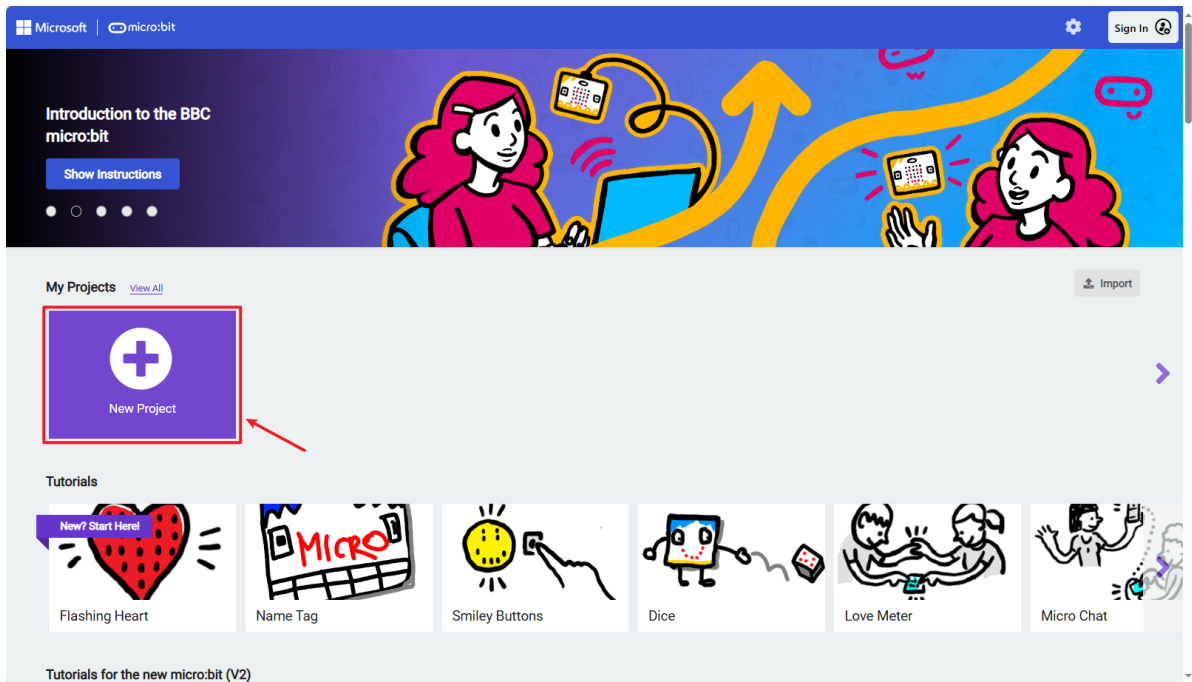 Microsoft micro:bit
Sign In
Introduction to the BBC
micro:bit
Show Instructions
My Projects View All
Import
New Project
Tutorials
New? Start Here!
MICRO
Flashing Heart
Name Tag
Smiley Buttons
Dice
Love Meter
Micro Chat
Tutorials for the new micro:bit (V2)